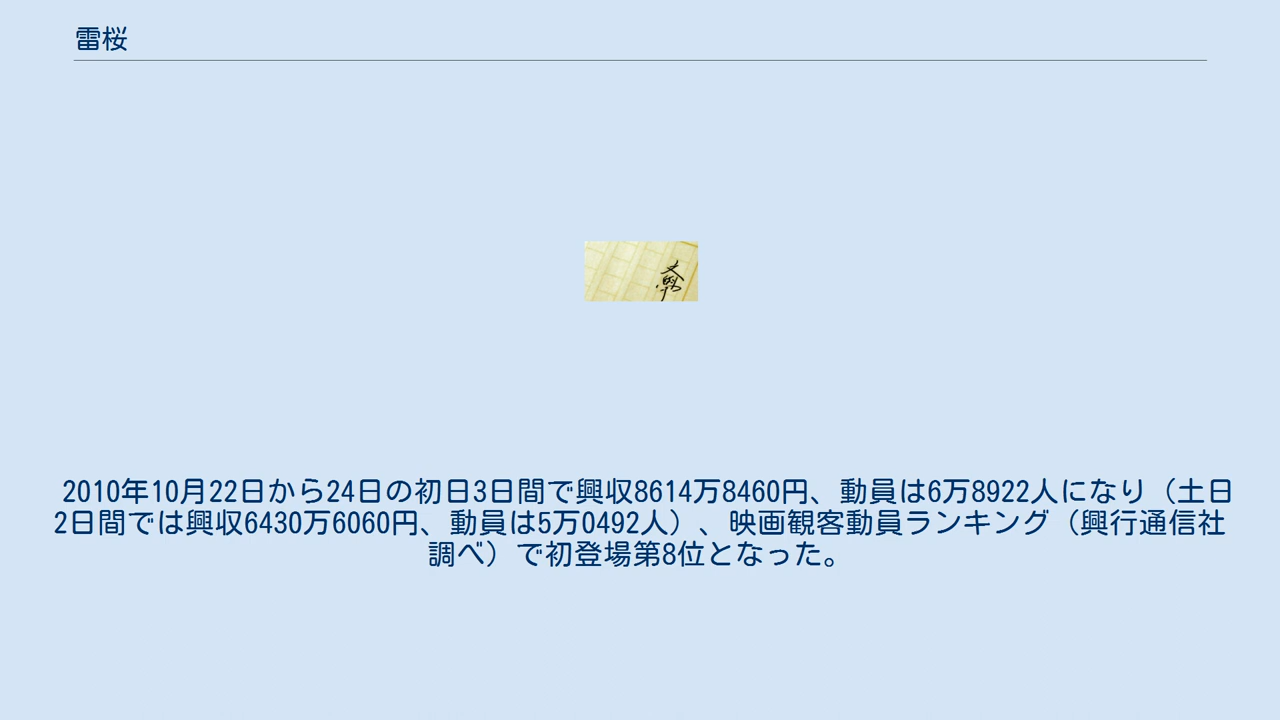 雷桜
2010年10月22日から24日の初日3日間で興収8614万8460円、動員は6万8922人になり（土日
2日間では興収6430万6060円、動員は5万0492人）、映画観客動員ランキング（興行通信社
調べ）で初登場第8位となった。